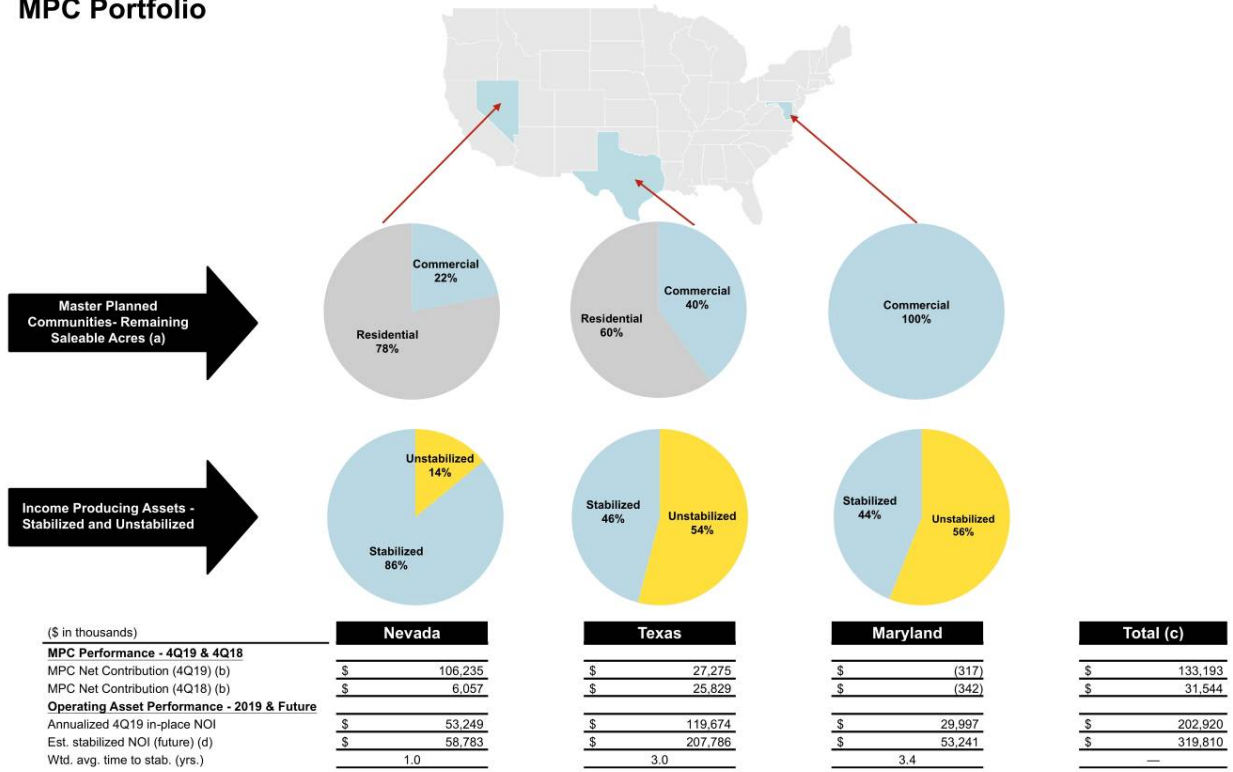 MPC Portfolio
Master Planned
Communities- Remaining
Saleable Acres (a)
Commercial
22%
Residential
78%
Commercial
40%
Residential
60%
Commercial
100%
Income Producing Assets -
Stabilized and Unstabilized
Unstabilized
14%
Stabilized
86%
Stabilized
46%
Unstabilized
54%
Stabilized
44%
Unstabilized
56%
($ in thousands) Nevada Texas Maryland Total (c)
MPC Performance - 4Q19 & 4Q18
MPC Net Contribution (4Q19) (b) $ 106,235 $ 27,275 $ (317) $ 133,193
MPC Net Contribution (4Q18) (b) $ 6,057 $ 25,829 $ (342) $ 31,544
Operating Asset Performance - 2019 & Future
Annualized 4Q19 in-place NOI $ 53,249 $ 119,674 $ 29,997 $ 202,920
Est. stabilized NOI (future) (d) $ 58,783 $ 207,786 $ 53,241 $ 319,810
Wtd. avg. time to stab. (yrs.) 1.0 3.0 3.4 —